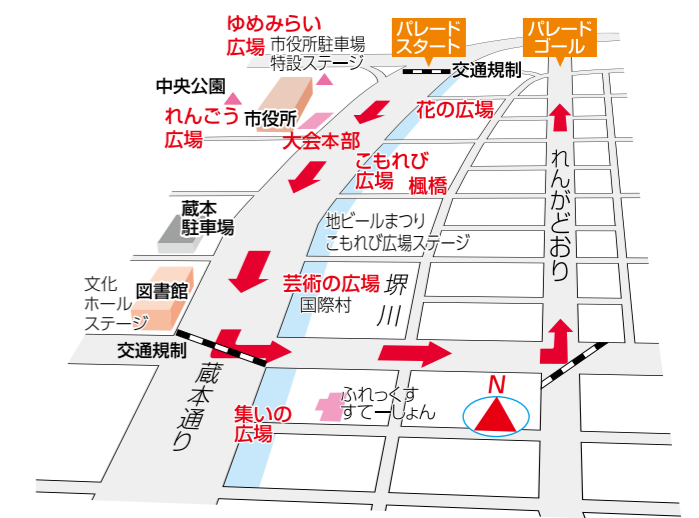 ゆめみらい
広場
市役所駐車場
特設ステージ
パレード
スタート
パレード
ゴール
交通規制
中央公園
れんごう
広場
市役所
大会本部
花の広場
こもれび
広場
楓橋
れんがどおり
蔵本
駐車場
地ビールまつり
こもれび広場ステージ
文化
ホール
ステージ
図書館
芸術の広場
国際村
堺川
交通規制
蔵本通り
集いの
広場
ふれっくす
すてーしょん
N